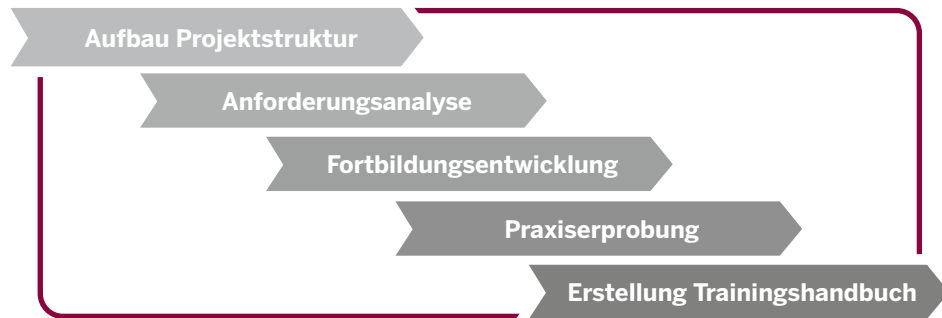 Aufbau Projektstruktur
Anforderungsanalyse
Fortbildungsentwicklung
Praxiserprobung
Erstellung Trainingshandbuch